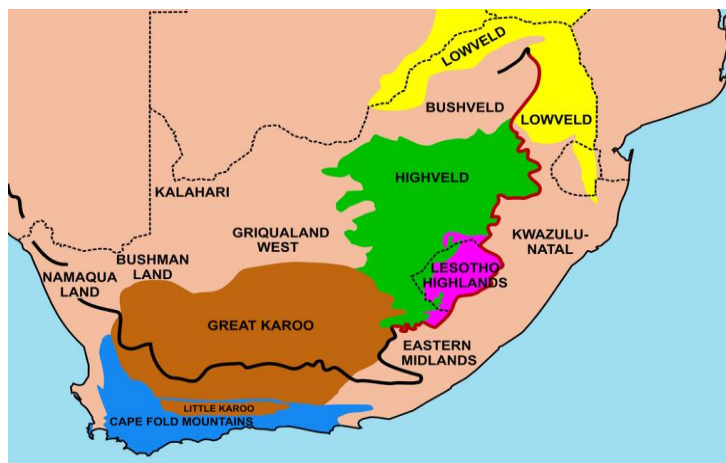 LOWVELD
BUSHVELD
LOWVELD
HIGHVELD
KALAHARI
GRIQUALAND
WEST
KWAZULU-
NATAL
BUSHMAN
LAND
NAMAQUA
LAND
LESOTHO
HIGHLANDS
GREAT KAROO
EASTERN
MIDLANDS
LITTLE KAROO
CAPE FOLD MOUNTAINS